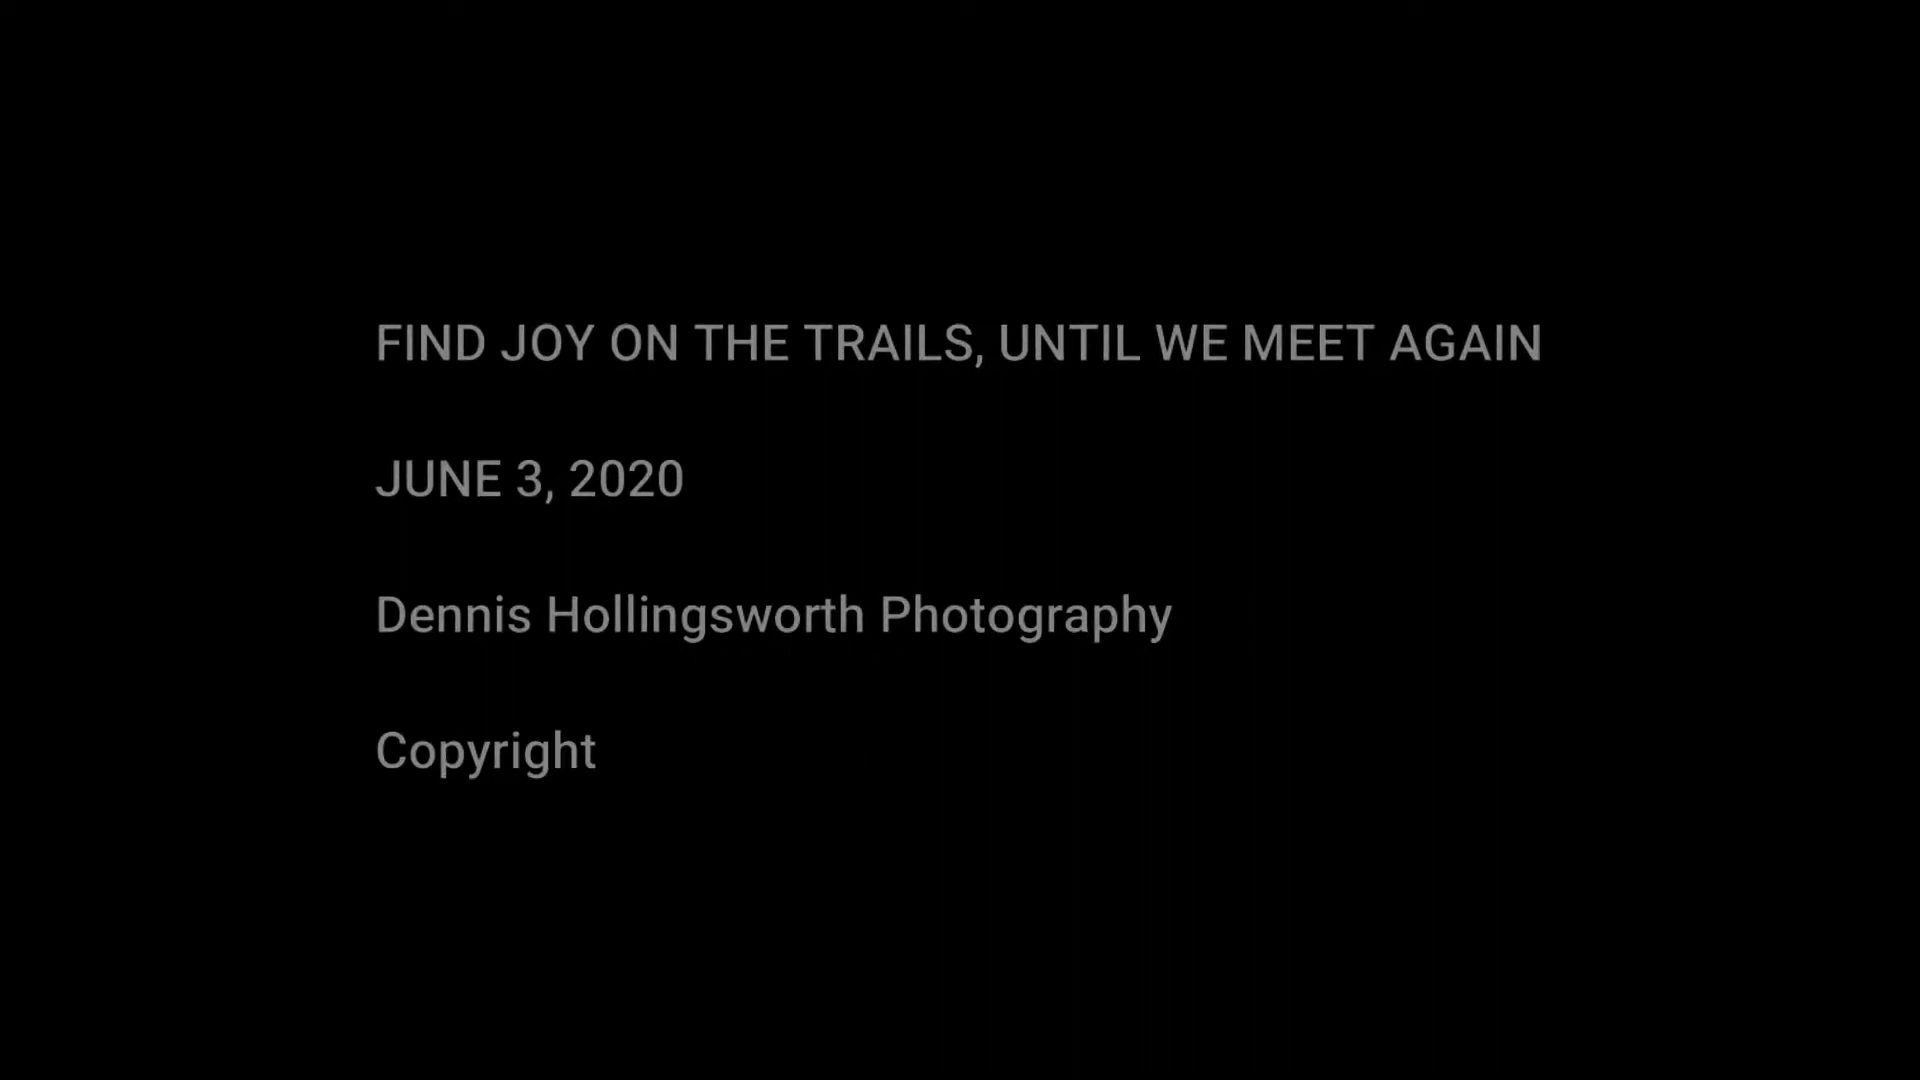 FIND JOY ON THE TRAILS, UNTIL WE MEET AGAIN
JUNE 3, 2020
Dennis Hollingsworth Photography
Copyright